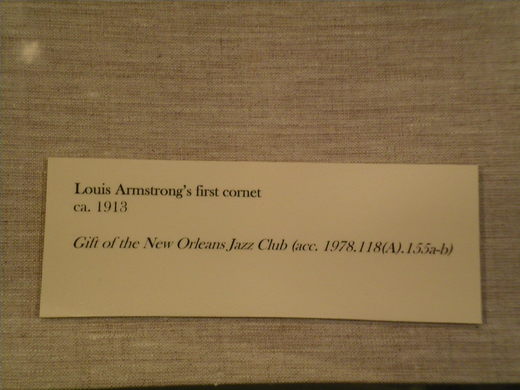 Louis Armstrong's first cornet
ca. 1913
Gift of the New Orleans Jazz Club (acc. 1978.118(A).155a-b)